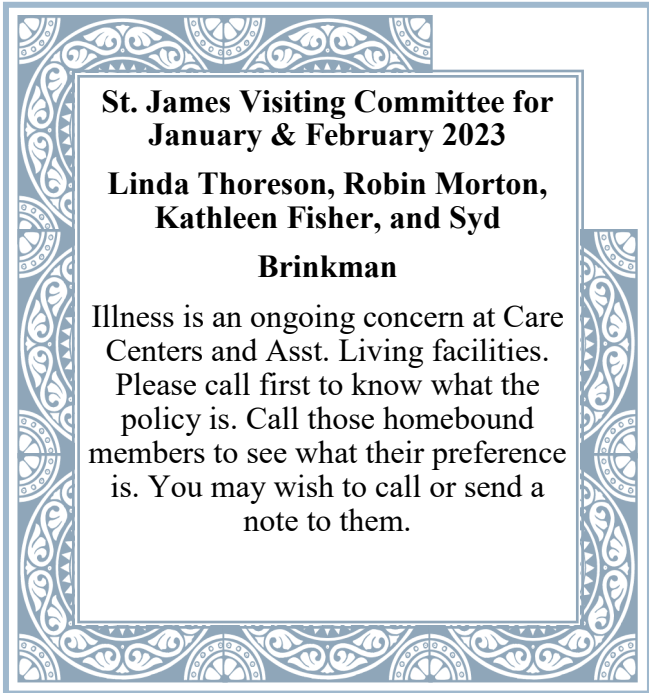 St. James Visiting Committee for
January & February 2023
Linda Thoreson, Robin Morton,
Kathleen Fisher, and Syd
Brinkman
Illness is an ongoing concern at Care
Centers and Asst. Living facilities.
Please call first to know what the
policy is. Call those homebound
members to see what their preference
is. You may wish to call or send a
note to them.